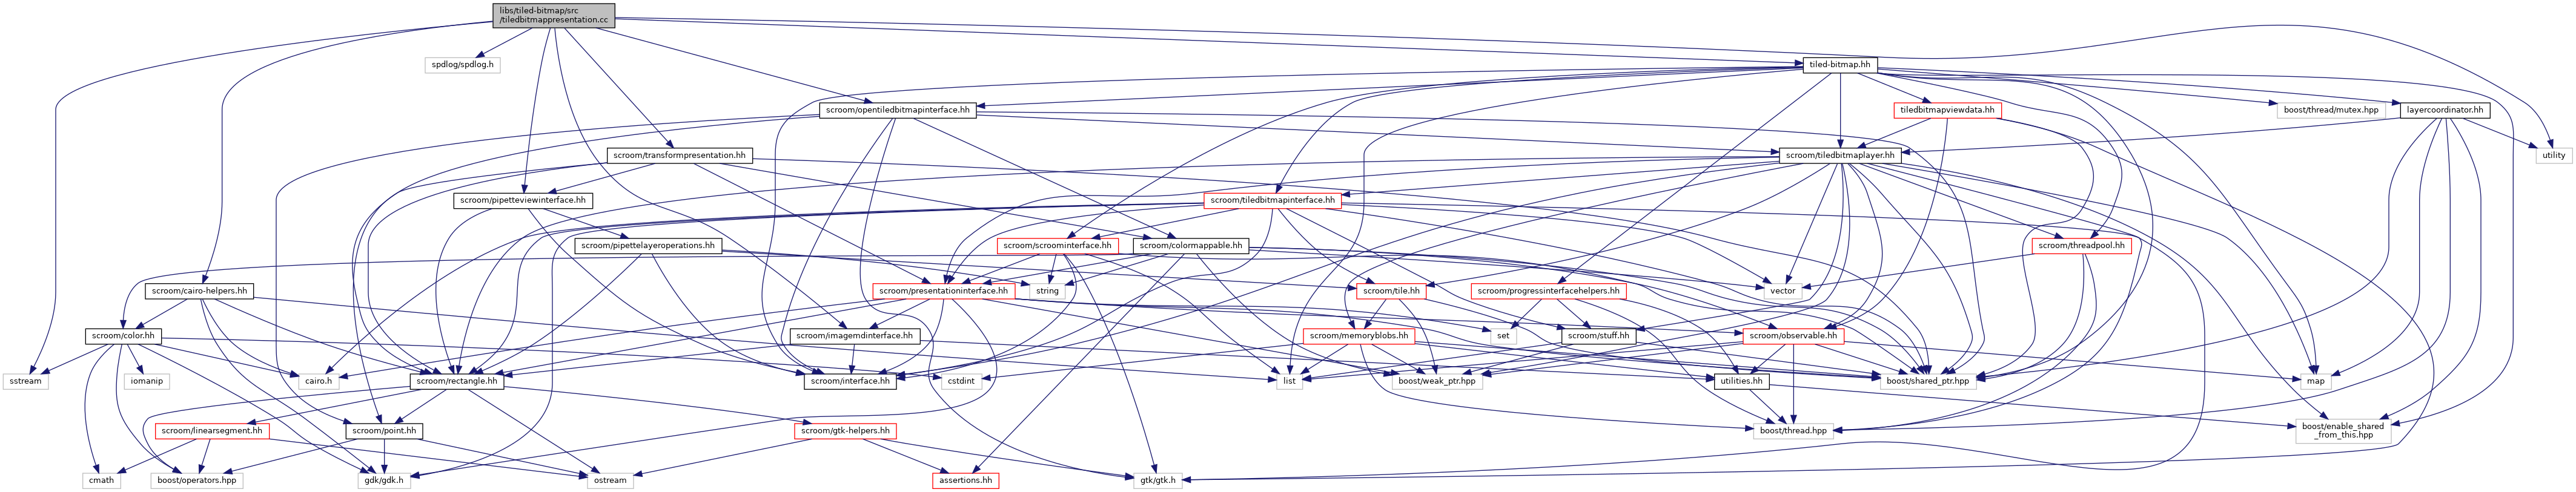 libs/tiled-bitmap/src
/tiledbitmappresentation.cc
spdlog/spdlog.h
tiled-bitmap.hh
scroom/opentiledbitmapinterface.hh
tiledbitmapviewdata.hh
boost/thread/mutex.hpp
layercoordinator.hh
scroom/transformpresentation.hh
scroom/tiledbitmaplayer.hh
utility
scroom/pipetteviewinterface.hh
scroom/tiledbitmapinterface.hh
scroom/pipettelayeroperations.hh
scroom/scroominterface.hh
scroom/colormappable.hh
scroom/threadpool.hh
scroom/cairo-helpers.hh
scroom/presentationinterface.hh
string
scroom/tile.hh
scroom/progressinterfacehelpers.hh
vector
scroom/color.hh
scroom/imagemdinterface.hh
set
scroom/memoryblobs.hh
scroom/stuff.hh
scroom/observable.hh
sstream
iomanip
cairo.h
scroom/rectangle.hh
scroom/interface.hh
cstdint
list
boost/weak_ptr.hpp
utilities.hh
boost/shared_ptr.hpp
map
scroom/linearsegment.hh
scroom/point.hh
scroom/gtk-helpers.hh
boost/thread.hpp
boost/enable_shared
_from_this.hpp
cmath
boost/operators.hpp
gdk/gdk.h
ostream
assertions.hh
gtk/gtk.h